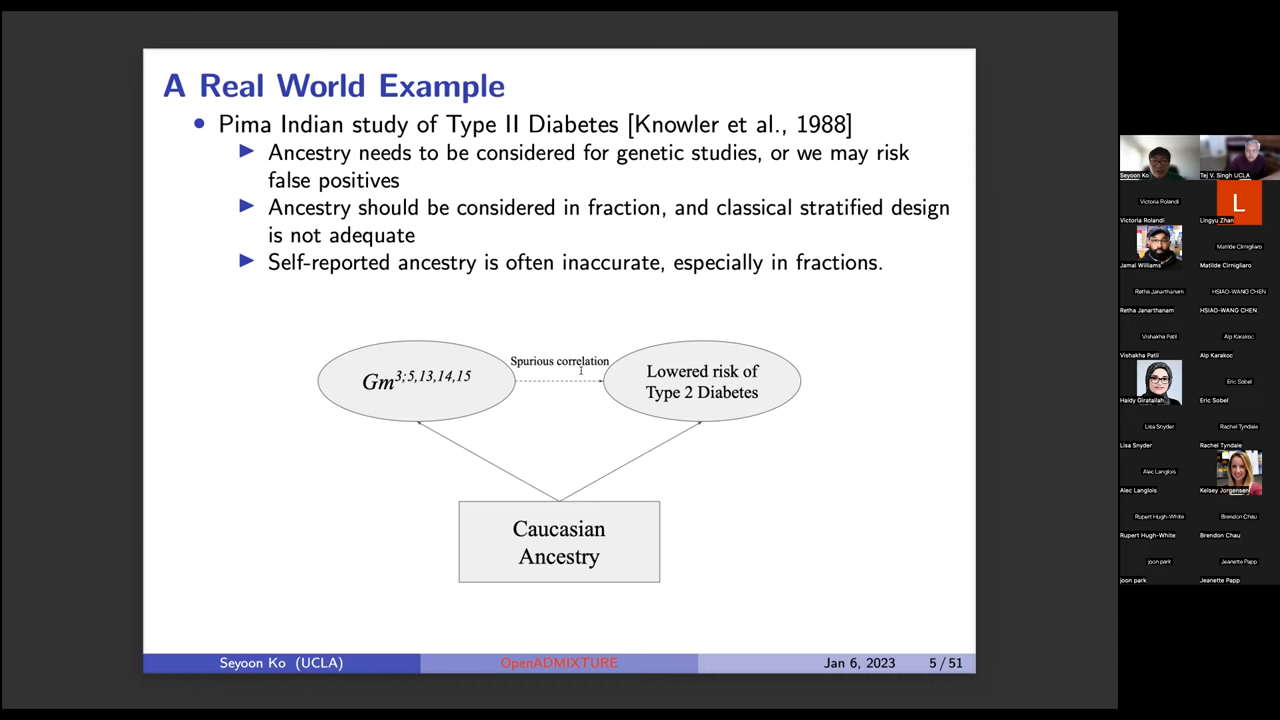 A Real World Example
• Pima Indian study of Type II Diabetes [Knowler et al., 1988]
▶ Ancestry needs to be considered for genetic studies, or we may risk
false positives
▶ Ancestry should be considered in fraction, and classical stratified design
is not adequate
▶ Self-reported ancestry is often inaccurate, especially in fractions.
Gm3;5,13,14,15
Spurious correlation
Lowered risk of
Type 2 Diabetes
Caucasian
Ancestry
Seyoon Ko (UCLA)
OpenADMIXTURE
Jan 6, 2023
5 / 51
Seyoon Ko
Tej V. Singh UCLA
Victoria Rolandi
Victoria Rolandi
L
Lingyu Zhan
Jamal Williams
Matilde Cirnigliaro
Matilde Cirnigliaro
Retha Janarthanam
Retha Janarthanam
HSIAO-WANG CHEN
HSIAO-WANG CHEN
Vishakha Patil
Vishakha Patil
Alp Karakoc
Alp Karakoc
Haidy Giratallah
Eric Sobel
Eric Sobel
Lisa Snyder
Lisa Snyder
Rachel Tyndale
Rachel Tyndale
Alec Langlois
Alec Langlois
Kelsey Jorgensen
Rupert Hugh-White
Rupert Hugh-White
Brendon Chau
Brendon Chau
joon park
joon park
Jeanette Papp
Jeanette Papp